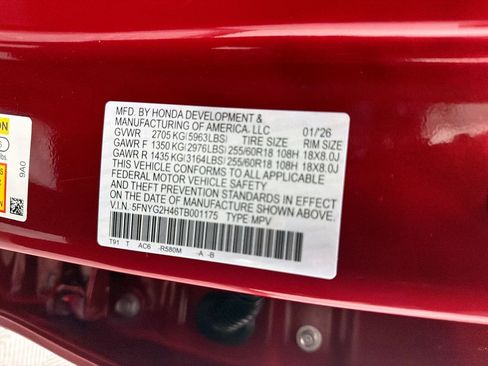 MFD. BY HONDA DEVELOPMENT &
MANUFACTURING OF AMERICA, LLC 01/'26
GVWR 2705 KG(5963LBS) TIRE SIZE RIM SIZE
GAWR F 1350 KG(2976LBS) 255/60R18 108H 18X8.0J
GAWR R 1435 KG(3164LBS) 255/60R18 108H 18X8.0J
THIS VEHICLE CONFORMS TO ALL APPLICABLE
FEDERAL MOTOR VEHICLE SAFETY
AND THEFT PREVENTION STANDARDS IN EFFECT
ON THE DATE OF MANUFACTURE SHOWN ABOVE.
V.I.N.: 5FNYG2H46TB001175 TYPE MPV
T91 T AC6 -R580M -A -B
9A0